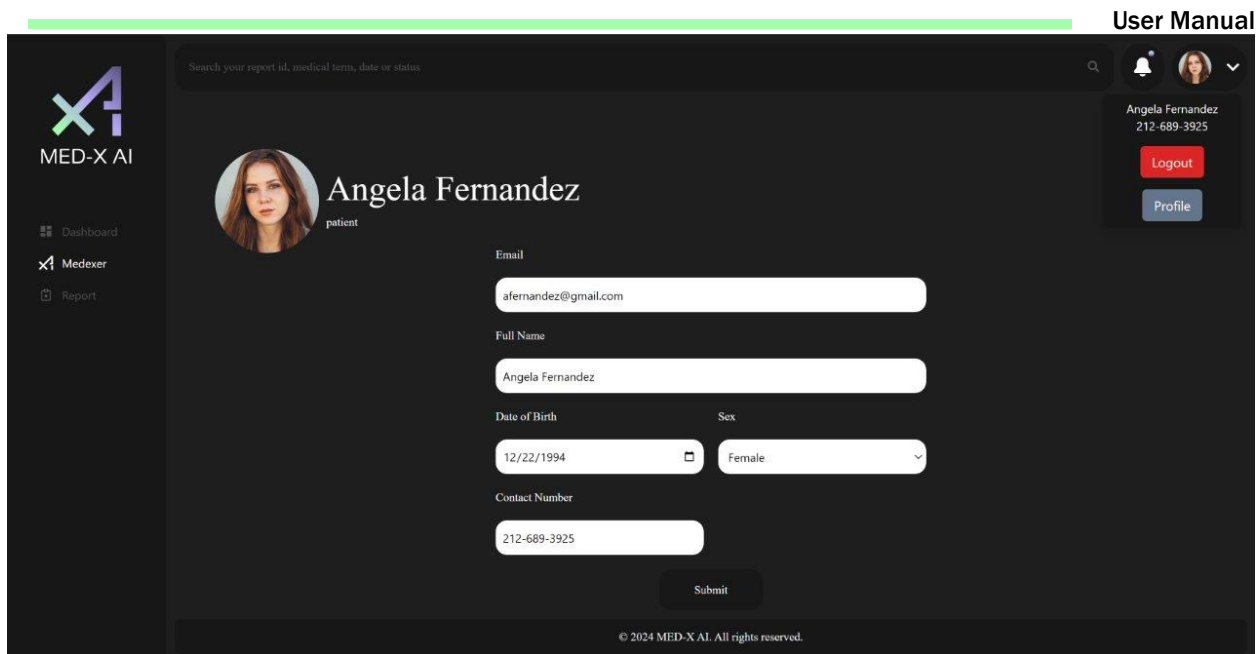 User Manual
Search your report id, medical term, date or status
MED-X AI
Angela Fernandez
212-689-3925
Logout
Profile
Angela Fernandez
patient
Dashboard
Medexer
Report
Email
afernandez@gmail.com
Full Name
Angela Fernandez
Date of Birth Sex
12/22/1994 Female
Contact Number
212-689-3925
Submit
© 2024 MED-X AI. All rights reserved.